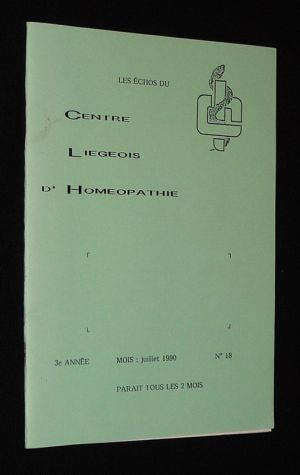 LES ÉCHOS DU
CENTRE
LIEGEOIS
D' HOMEOPATHIE
3e ANNÉE MOIS : juillet 1990 N° 18
PARAIT TOUS LES 2 MOIS